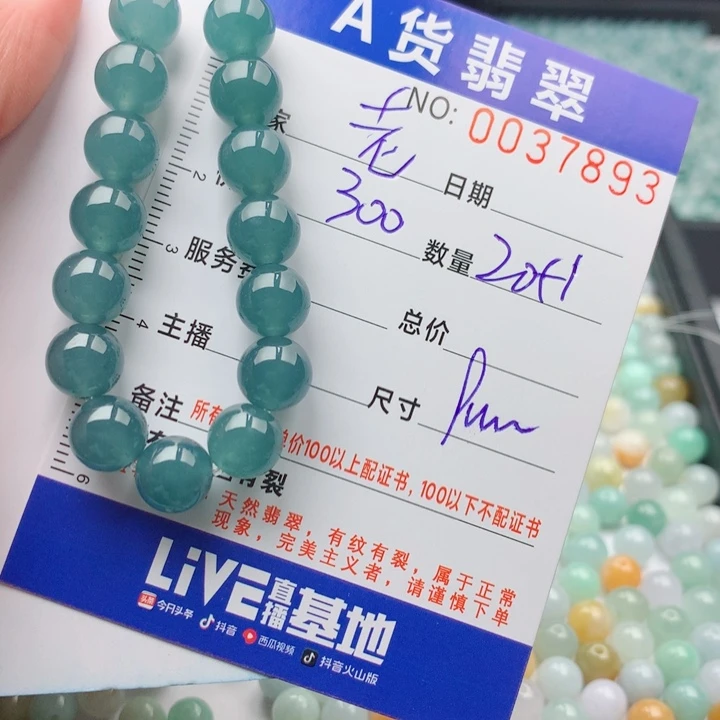 A货翡翠
NO: 0037893
家 老 日期
300 数量
服务
主播 总价
备注 尺寸
所有 单价100以上配证书，100以下不配证书
有裂
天然翡翠，有纹有裂，属于正常
现象，完美主义者，请谨慎下单
LiVE直播基地
头条 今日头条 抖音 西瓜视频 抖音火山版
2
3
4
6